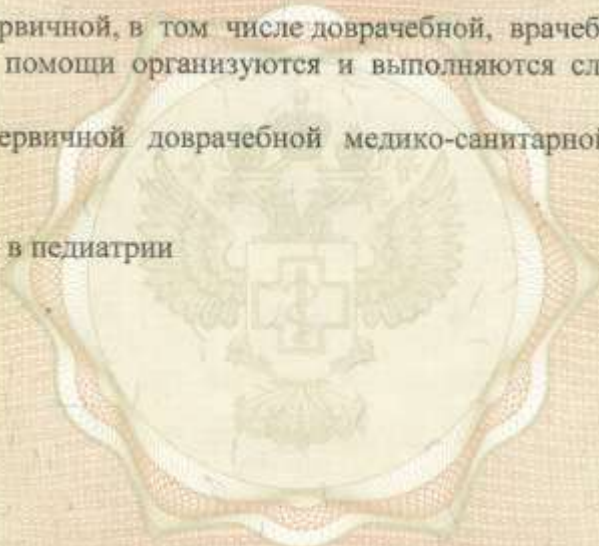 рвичной, в том числе доврачебной, врачеб
помощи организуются и выполняются сл
ервичной доврачебной медико-санитарной
в педиатрии